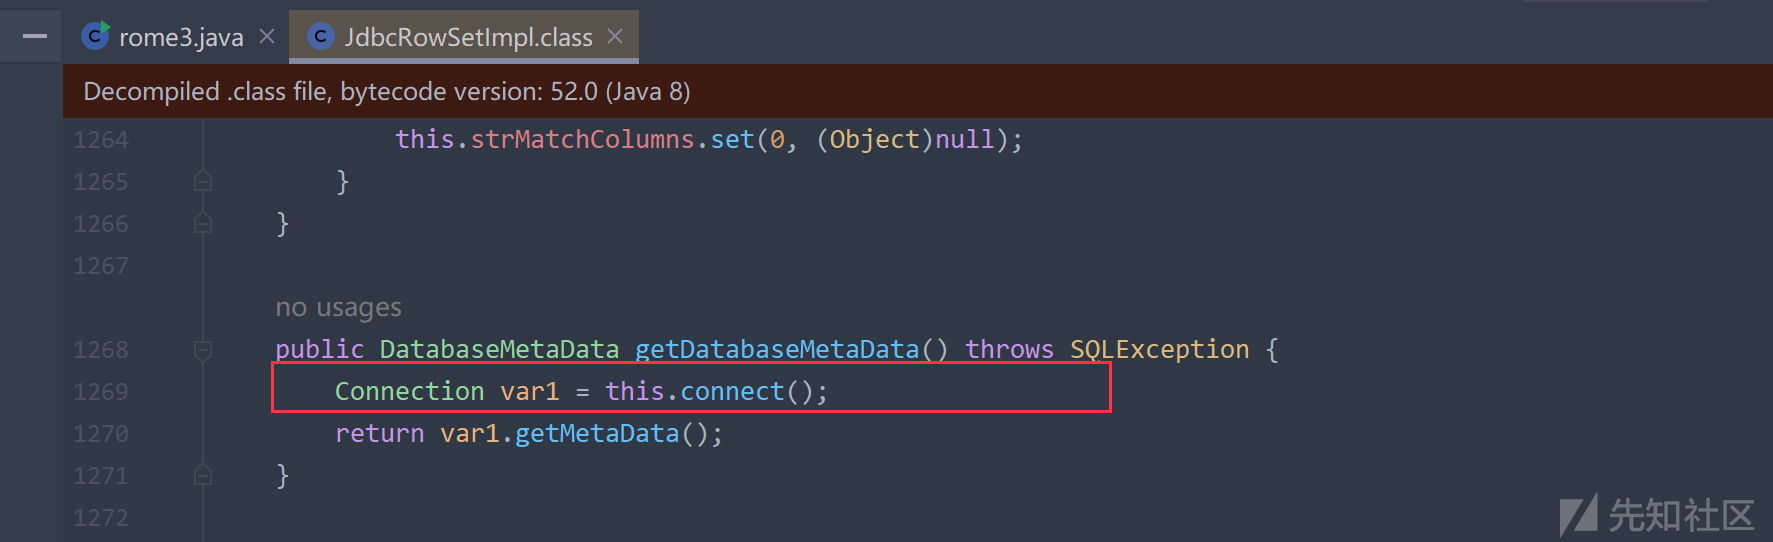 rome3.java JdbcRowSetImpl.class
Decompiled .class file, bytecode version: 52.0 (Java 8)
1264 this.strMatchColumns.set(0, (Object)null);
1265 }
1266 }
1267
no usages
1268 public DatabaseMetaData getDatabaseMetaData() throws SQLException {
1269 Connection var1 = this.connect();
1270 return var1.getMetaData();
1271 }
1272
先知社区